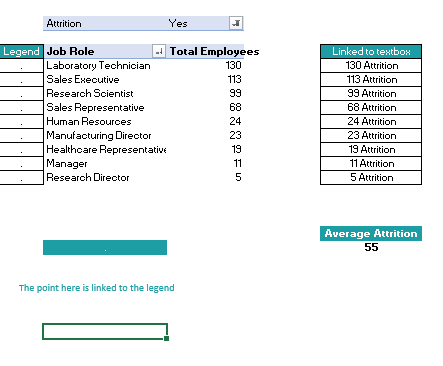 Attrition Yes
Legend Job Role Total Employees Linked to textbox
. Laboratory Technician 130 130 Attrition
. Sales Executive 113 113 Attrition
. Research Scientist 99 99 Attrition
. Sales Representative 68 68 Attrition
. Human Resources 24 24 Attrition
. Manufacturing Director 23 23 Attrition
. Healthcare Representative 19 19 Attrition
. Manager 11 11 Attrition
. Research Director 5 5 Attrition
Average Attrition
. 55
The point here is linked to the legend